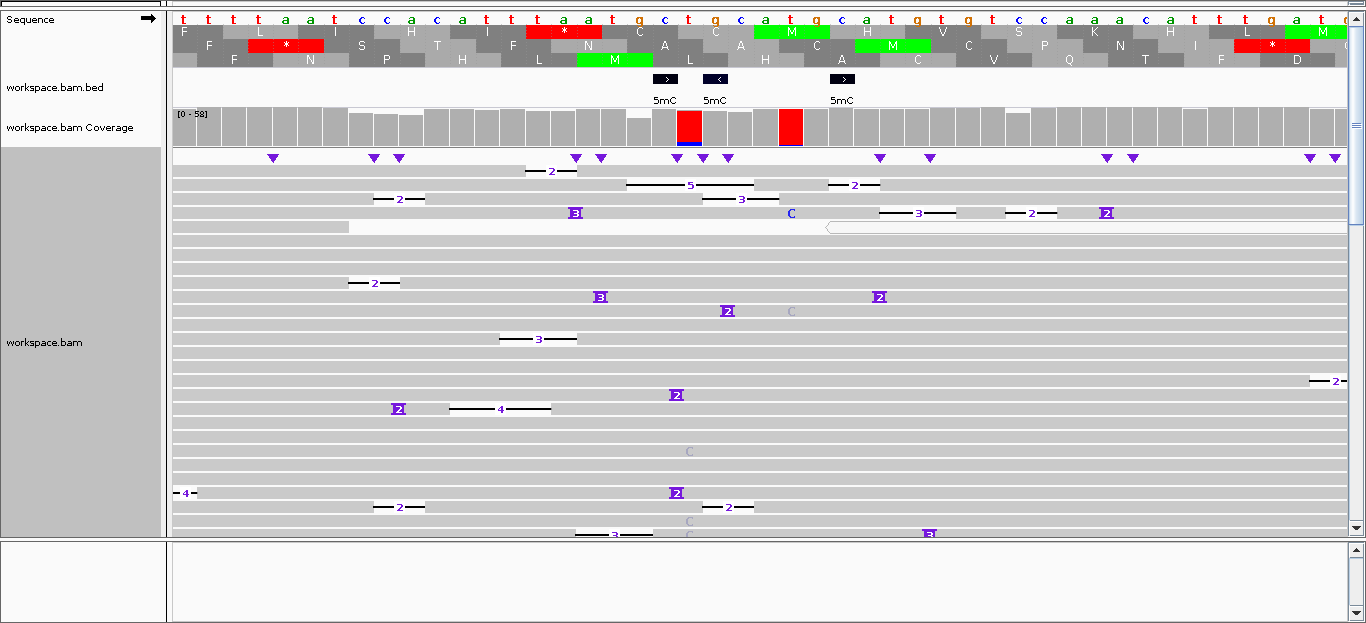 Sequence t t t t a a t c c a c a t t t a a t g c t g c a t g c a t g t g t c c a a a c a t t t g a t g
F L I H I * C C M H V S K H L M
F * S T F N A A C M C P N I *
F N P H L M L H A C V Q T F D
workspace.bam.bed
5mC 5mC 5mC
[0 - 58]
workspace.bam Coverage
2
5 2
2 3
3 C 3 2 2
2
3 2
2 C
3
workspace.bam
2
2
2 4
C
4 2
2 2
C
3 C 3